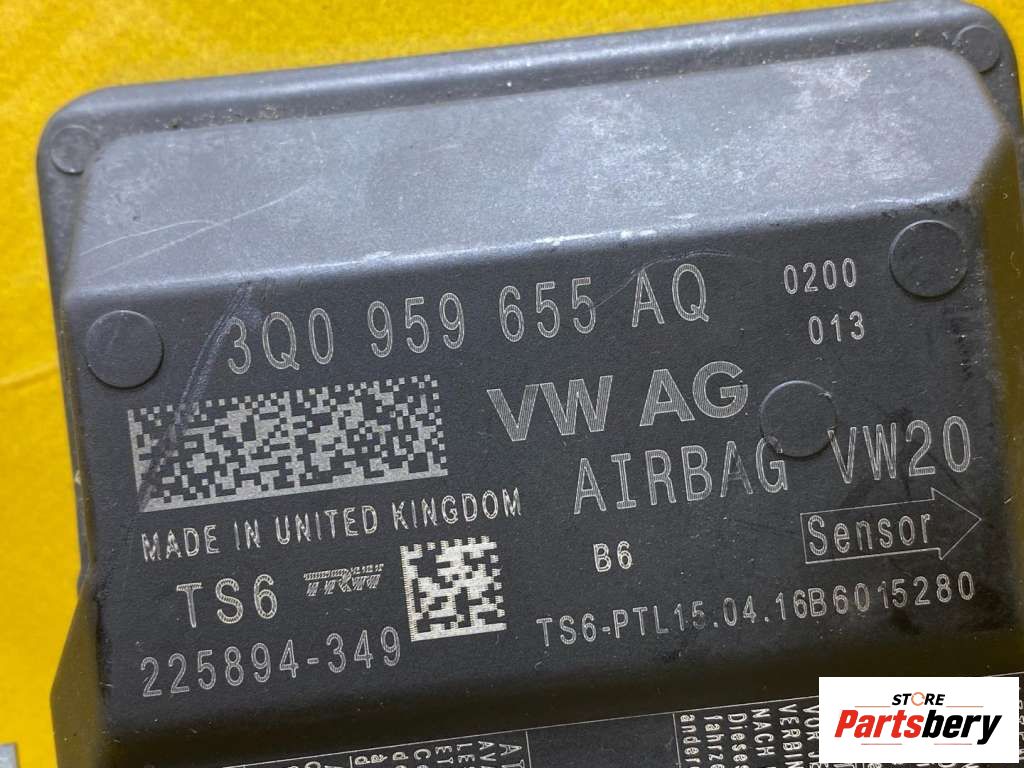 3Q0 959 655 AQ
0200
013
VW AG
AIRBAG VW20
MADE IN UNITED KINGDOM
Sensor
B6
TS6 TRW
TS6-PTL15.04.16B6015280
225894-349
STORE
Partsbery